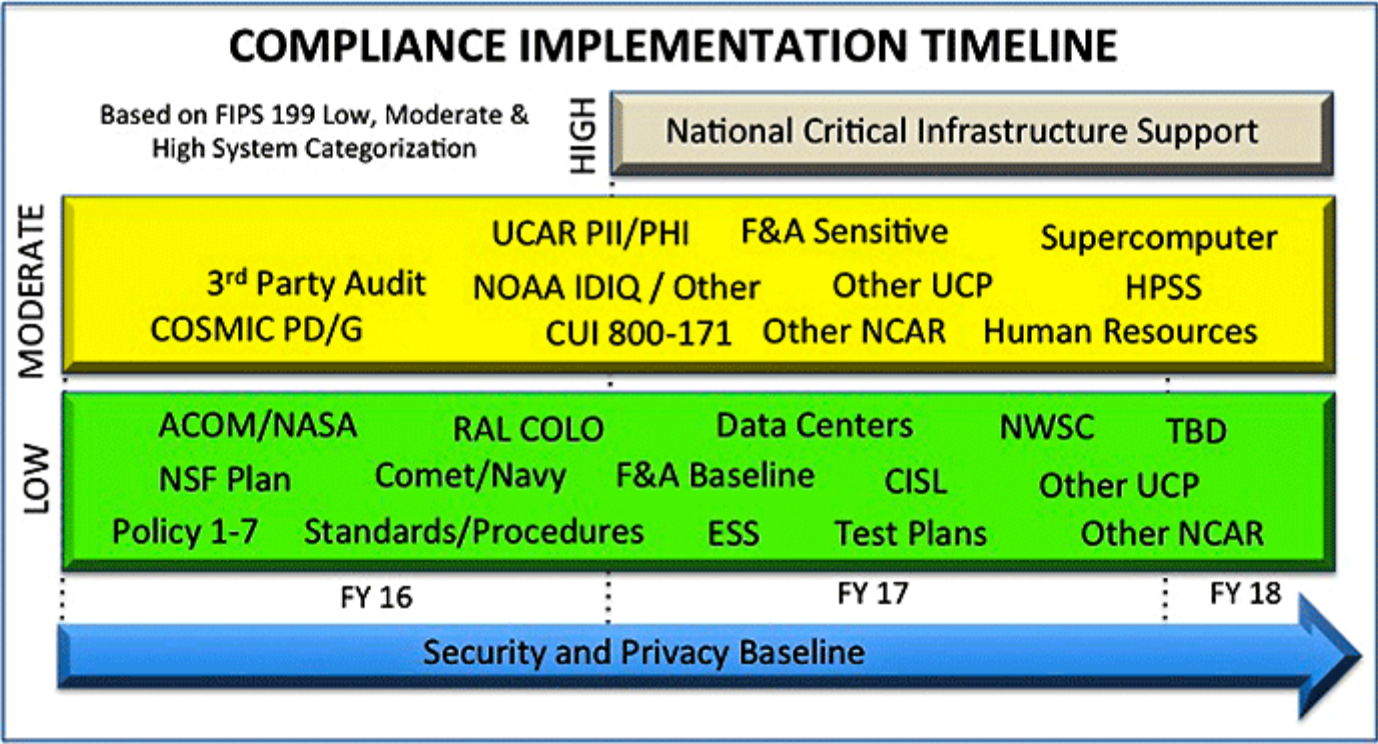 COMPLIANCE IMPLEMENTATION TIMELINE
Based on FIPS 199 Low, Moderate &
High System Categorization
HIGH
National Critical Infrastructure Support
MODERATE
UCAR PII/PHI F&A Sensitive Supercomputer
3rd Party Audit NOAA IDIQ / Other Other UCP HPSS
COSMIC PD/G CUI 800-171 Other NCAR Human Resources
LOW
ACOM/NASA RAL COLO Data Centers NWSC TBD
NSF Plan Comet/Navy F&A Baseline CISL Other UCP
Policy 1-7 Standards/Procedures ESS Test Plans Other NCAR
FY 16 FY 17 FY 18
Security and Privacy Baseline